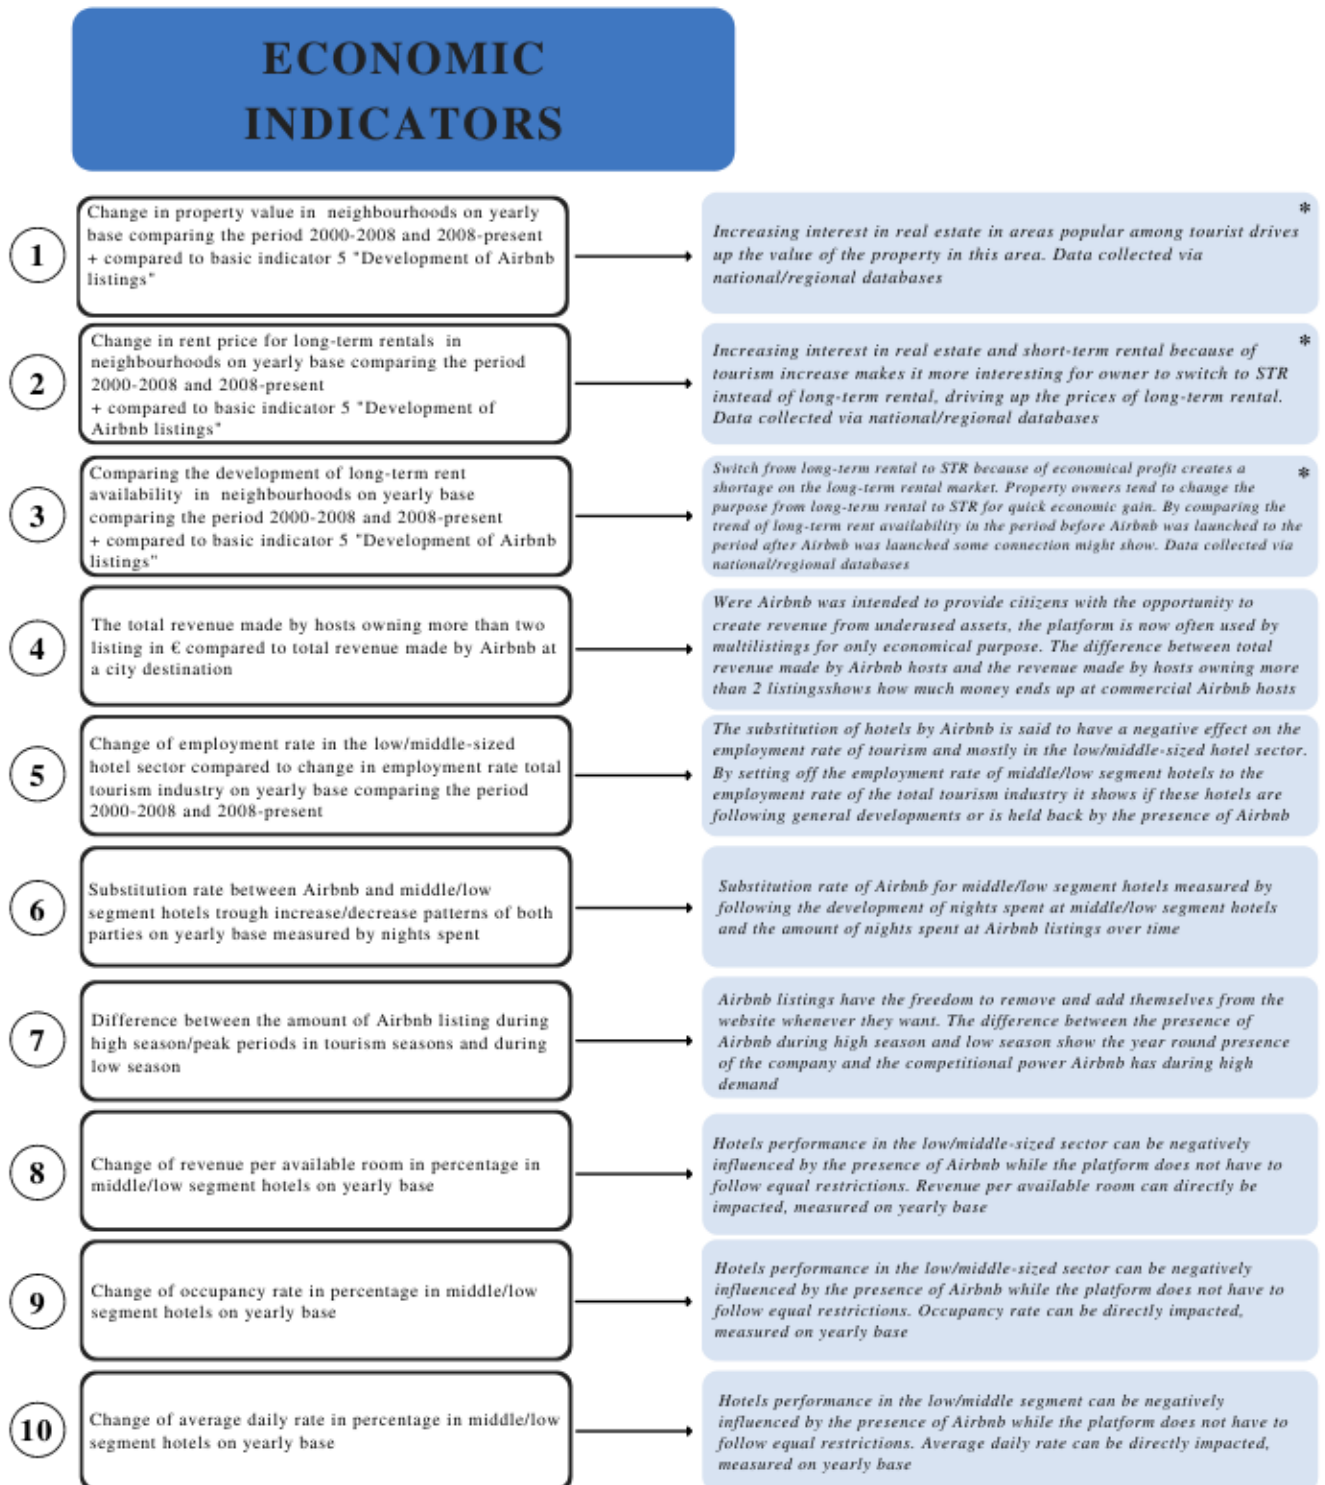 ECONOMIC
INDICATORS
1
Change in property value in neighbourhoods on yearly
base comparing the period 2000-2008 and 2008-present
+ compared to basic indicator 5 "Development of Airbnb
listings"
*
Increasing interest in real estate in areas popular among tourist drives
up the value of the property in this area. Data collected via
national/regional databases
2
Change in rent price for long-term rentals in
neighbourhoods on yearly base comparing the period
2000-2008 and 2008-present
+ compared to basic indicator 5 "Development of
Airbnb listings"
*
Increasing interest in real estate and short-term rental because of
tourism increase makes it more interesting for owner to switch to STR
instead of long-term rental, driving up the prices of long-term rental.
Data collected via national/regional databases
3
Comparing the development of long-term rent
availability in neighbourhoods on yearly base
comparing the period 2000-2008 and 2008-present
+ compared to basic indicator 5 "Development of Airbnb
listings"
*
Switch from long-term rental to STR because of economical profit creates a
shortage on the long-term rental market. Property owners tend to change the
purpose from long-term rental to STR for quick economic gain. By comparing the
trend of long-term rent availability in the period before Airbnb was launched to the
period after Airbnb was launched some connection might show. Data collected via
national/regional databases
4
The total revenue made by hosts owning more than two
listing in € compared to total revenue made by Airbnb at
a city destination
Were Airbnb was intended to provide citizens with the opportunity to
create revenue from underused assets, the platform is now often used by
multilistings for only economical purpose. The difference between total
revenue made by Airbnb hosts and the revenue made by hosts owning more
than 2 listingsshows how much money ends up at commercial Airbnb hosts
5
Change of employment rate in the low/middle-sized
hotel sector compared to change in employment rate total
tourism industry on yearly base comparing the period
2000-2008 and 2008-present
The substitution of hotels by Airbnb is said to have a negative effect on the
employment rate of tourism and mostly in the low/middle-sized hotel sector.
By setting off the employment rate of middle/low segment hotels to the
employment rate of the total tourism industry it shows if these hotels are
following general developments or is held back by the presence of Airbnb
6
Substitution rate between Airbnb and middle/low
segment hotels trough increase/decrease patterns of both
parties on yearly base measured by nights spent
Substitution rate of Airbnb for middle/low segment hotels measured by
following the development of nights spent at middle/low segment hotels
and the amount of nights spent at Airbnb listings over time
7
Difference between the amount of Airbnb listing during
high season/peak periods in tourism seasons and during
low season
Airbnb listings have the freedom to remove and add themselves from the
website whenever they want. The difference between the presence of
Airbnb during high season and low season show the year round presence
of the company and the competitional power Airbnb has during high
demand
8
Change of revenue per available room in percentage in
middle/low segment hotels on yearly base
Hotels performance in the low/middle-sized sector can be negatively
influenced by the presence of Airbnb while the platform does not have to
follow equal restrictions. Revenue per available room can directly be
impacted, measured on yearly base
9
Change of occupancy rate in percentage in middle/low
segment hotels on yearly base
Hotels performance in the low/middle-sized sector can be negatively
influenced by the presence of Airbnb while the platform does not have to
follow equal restrictions. Occupancy rate can be directly impacted,
measured on yearly base
10
Change of average daily rate in percentage in middle/low
segment hotels on yearly base
Hotels performance in the low/middle segment can be negatively
influenced by the presence of Airbnb while the platform does not have to
follow equal restrictions. Average daily rate can be directly impacted,
measured on yearly base